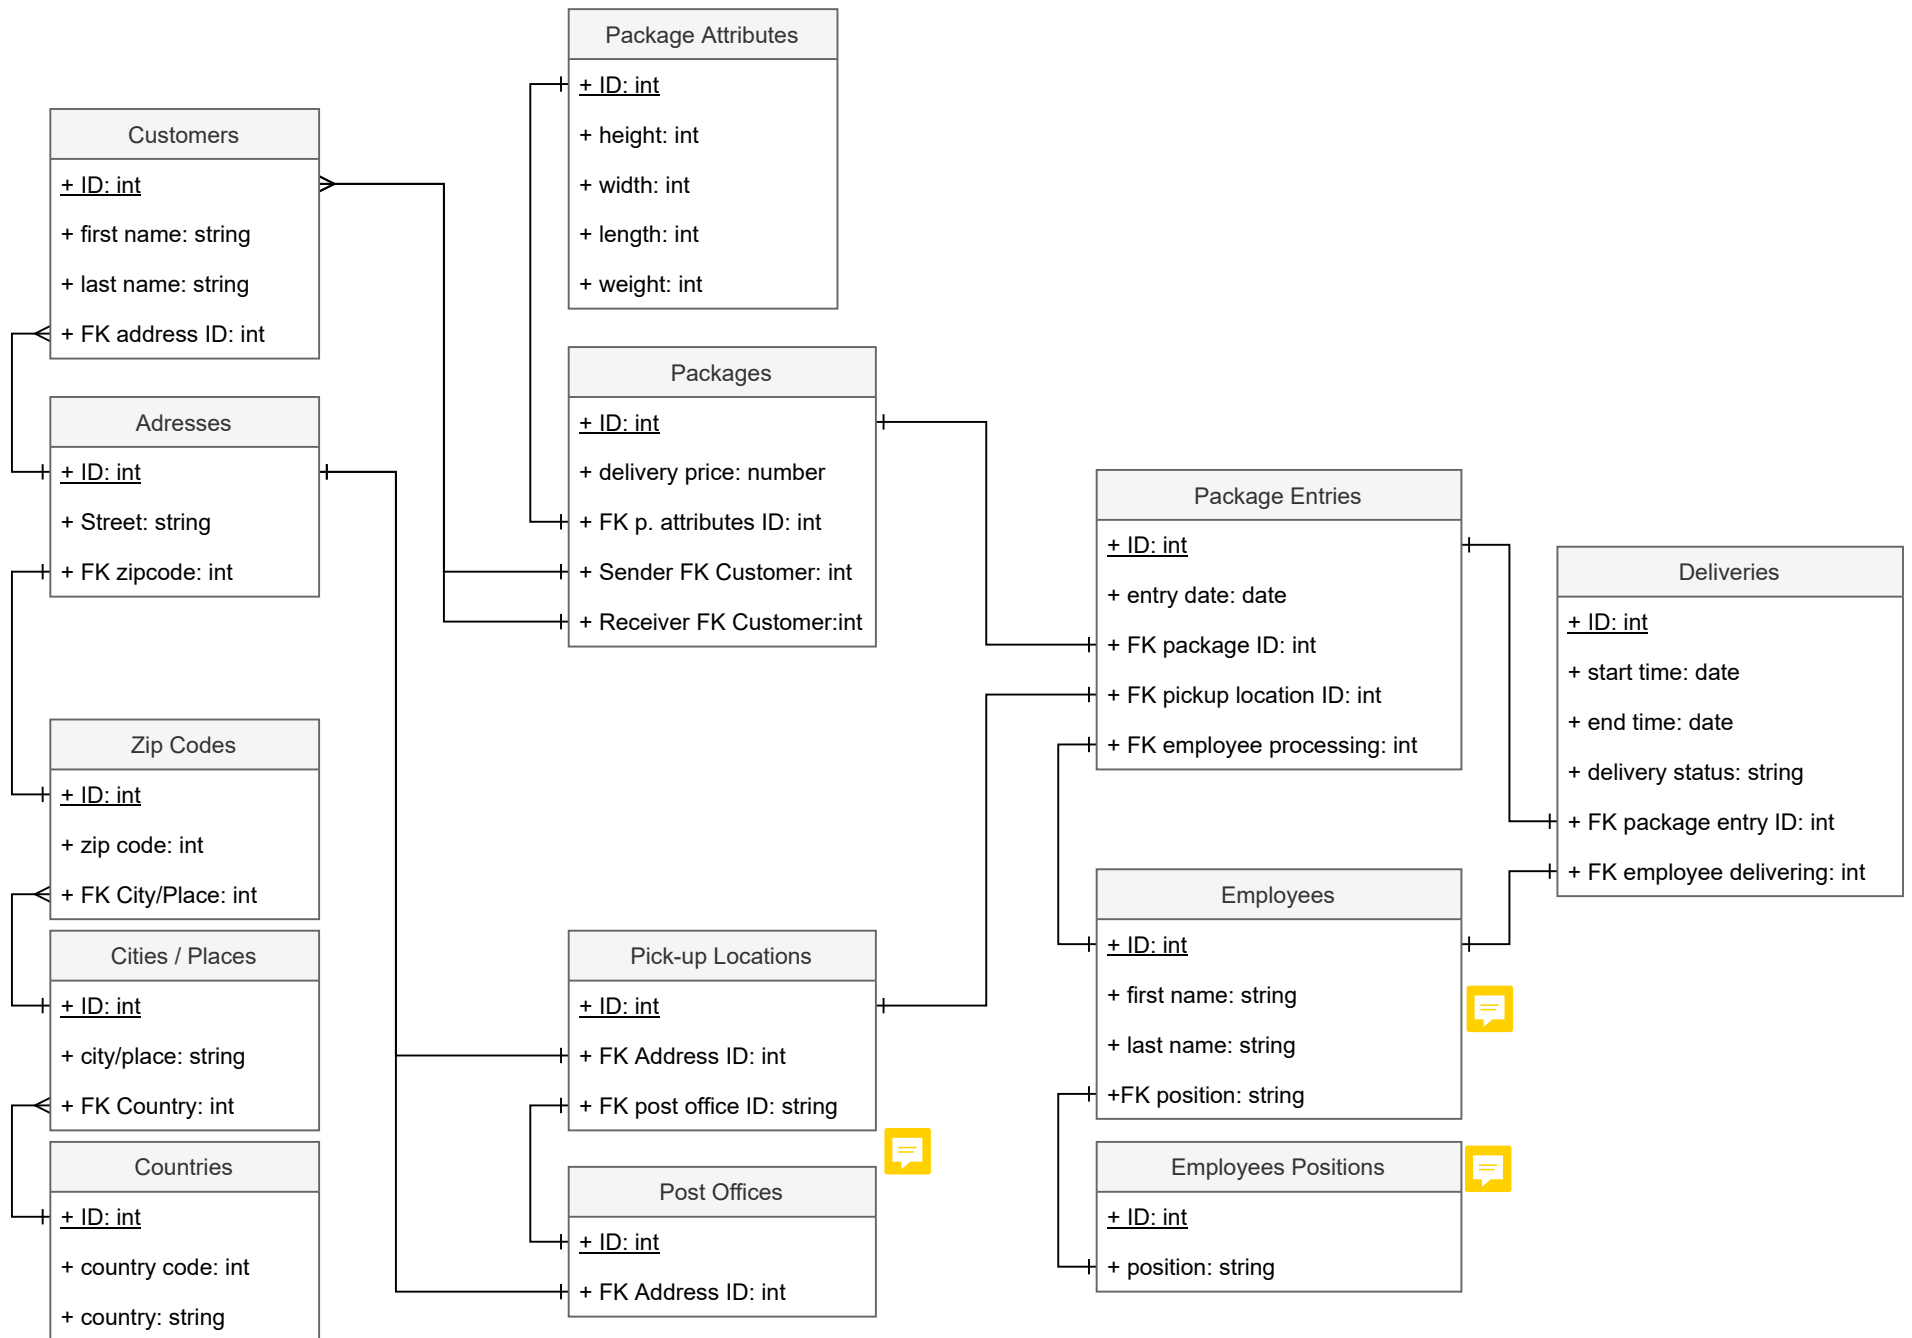 Package Attributes
+ ID: int
+ height: int
+ width: int
+ length: int
+ weight: int
Customers
+ ID: int
+ first name: string
+ last name: string
+ FK address ID: int
Adresses
+ ID: int
+ Street: string
+ FK zipcode: int
Packages
+ ID: int
+ delivery price: number
+ FK p. attributes ID: int
+ Sender FK Customer: int
+ Receiver FK Customer:int
Package Entries
+ ID: int
+ entry date: date
+ FK package ID: int
+ FK pickup location ID: int
+ FK employee processing: int
Deliveries
+ ID: int
+ start time: date
+ end time: date
+ delivery status: string
+ FK package entry ID: int
+ FK employee delivering: int
Zip Codes
+ ID: int
+ zip code: int
+ FK City/Place: int
Cities / Places
+ ID: int
+ city/place: string
+ FK Country: int
Countries
+ ID: int
+ country code: int
+ country: string
Pick-up Locations
+ ID: int
+ FK Address ID: int
+ FK post office ID: string
Post Offices
+ ID: int
+ FK Address ID: int
Employees
+ ID: int
+ first name: string
+ last name: string
+FK position: string
Employees Positions
+ ID: int
+ position: string